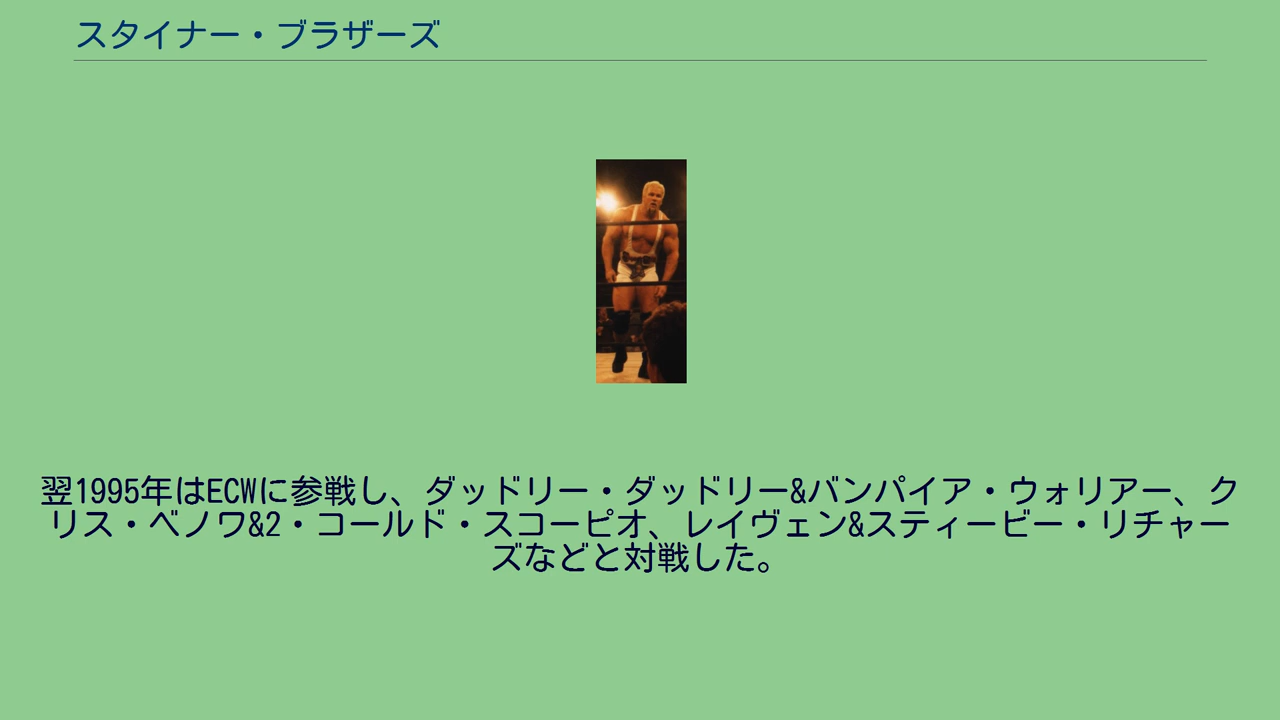 スタイナー・ブラザーズ
翌1995年はECWに参戦し、ダッドリー・ダッドリー&バンパイア・ウォリアー、ク
リス・ベノワ&2・コールド・スコーピオ、レイヴェン&スティービー・リチャー
ズなどと対戦した。